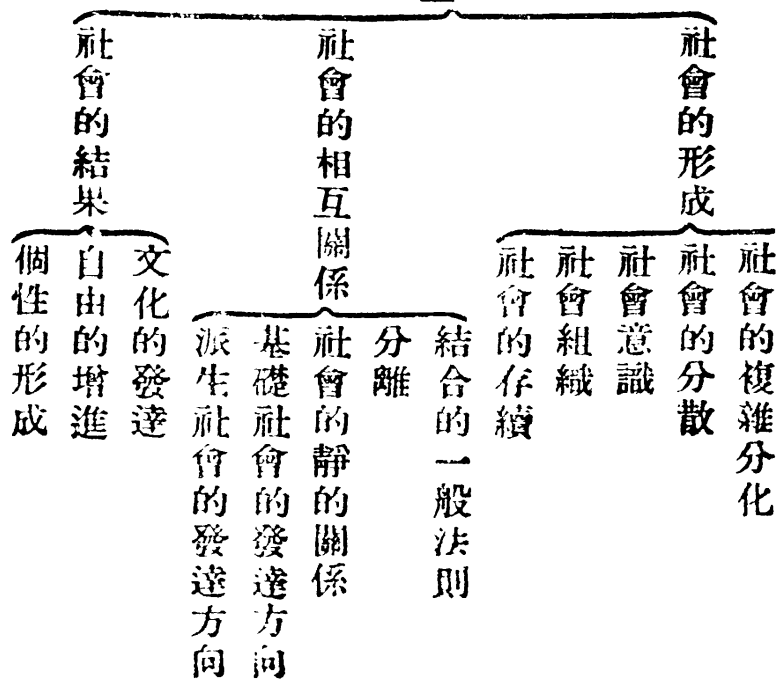 社會的形成
社會的複雜分化
社會的分散
社會意識
社會組織
社會的存續
社會的相互關係
結合的一般法則
分離
社會的靜的關係
基礎社會的發達方向
派生社會的發達方向
社會的結果
文化的發達
自由的增進
個性的形成